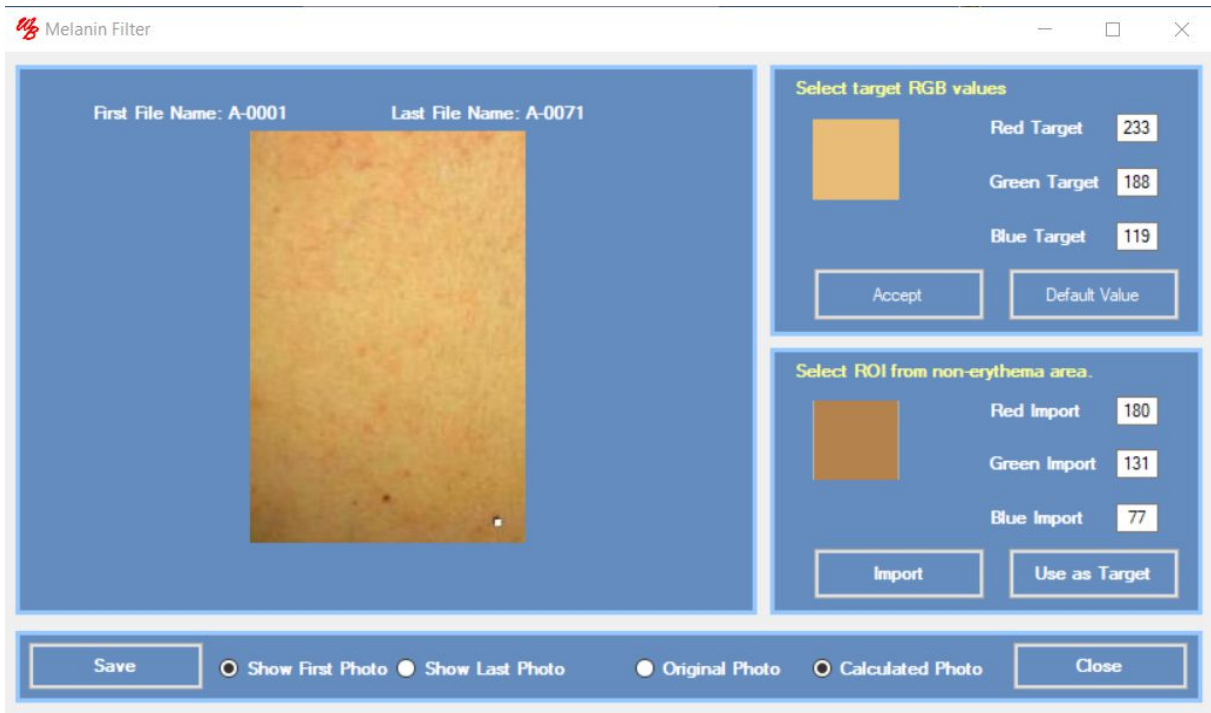 WB Melanin Filter
First File Name: A-0001 Last File Name: A-0071
Select target RGB values
Red Target 233
Green Target 188
Blue Target 119
Accept Default Value
Select ROI from non-erythema area.
Red Import 180
Green Import 131
Blue Import 77
Import Use as Target
Save Show First Photo Show Last Photo Original Photo Calculated Photo Close